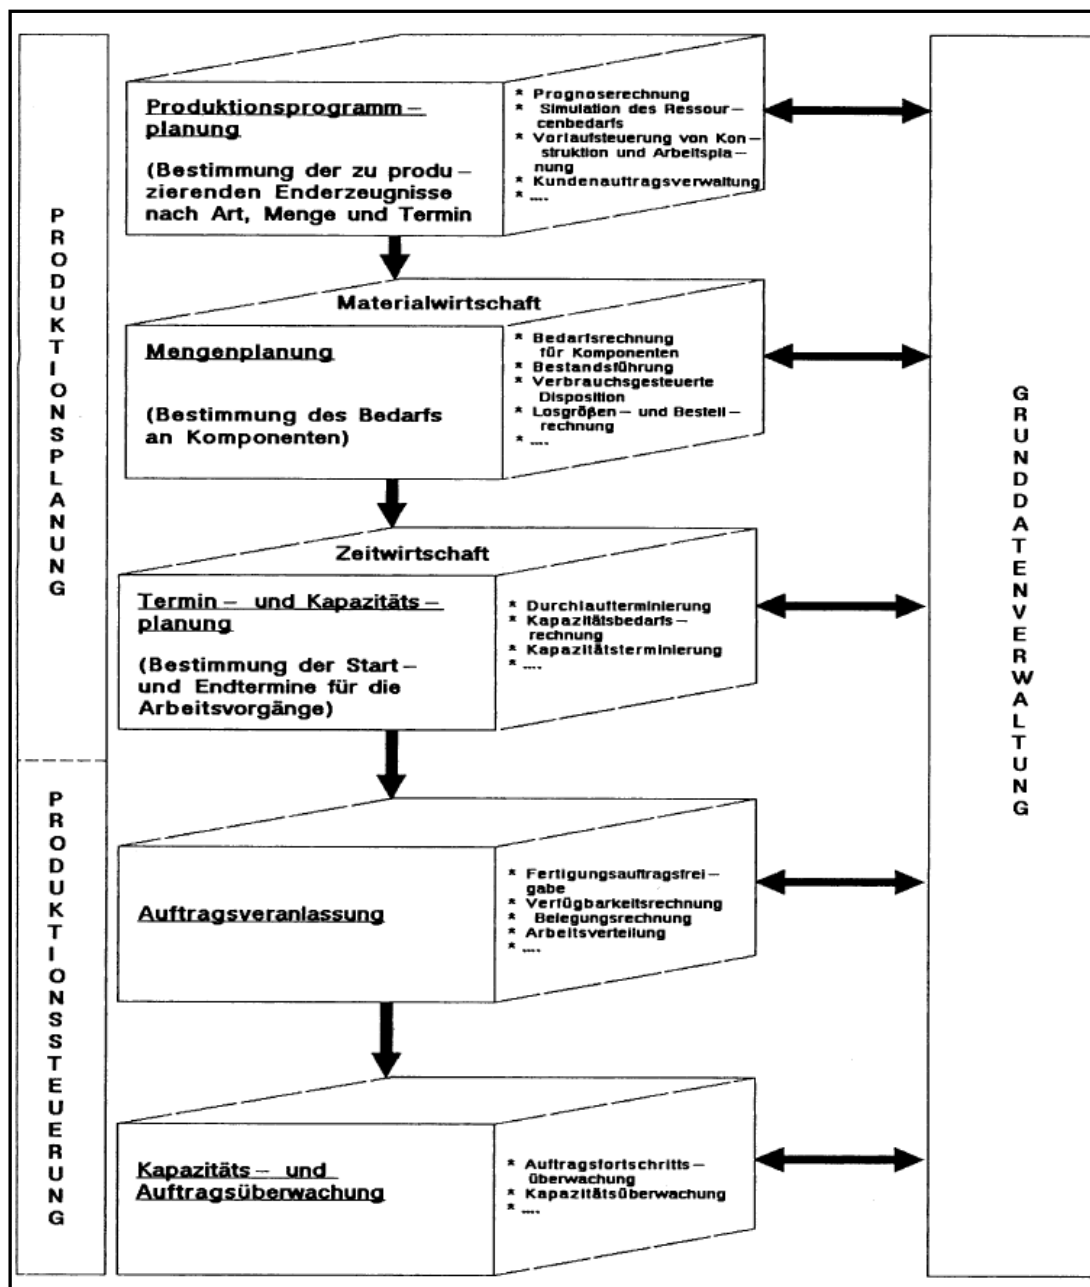 PRODUKTIONSPLANUNG
Produktionsprogramm–
planung
(Bestimmung der zu produ–
zierenden Enderzeugnisse
nach Art, Menge und Termin
* Prognoserechnung
* Simulation des Ressour–
cenbedarfs
* Vorlaufsteuerung von Kon–
struktion und Arbeitspla–
nung
* Kundenauftragsverwaltung
* ....
Materialwirtschaft
Mengenplanung
(Bestimmung des Bedarfs
an Komponenten)
* Bedarfsrechnung
für Komponenten
* Bestandsführung
* Verbrauchsgesteuerte
Disposition
* Losgrößen– und Bestell–
rechnung
* ....
Zeitwirtschaft
Termin– und Kapazitäts–
planung
(Bestimmung der Start–
und Endtermine für die
Arbeitsvorgänge)
* Durchlaufterminierung
* Kapazitätsbedarfs–
rechnung
* Kapazitätsterminierung
* ....
PRODUKTIONSSTEUERUNG
Auftragsveranlassung
* Fertigungsauftragsfrei–
gabe
* Verfügbarkeitsrechnung
* Belegungsrechnung
* Arbeitsverteilung
* ....
Kapazitäts– und
Auftragsüberwachung
* Auftragsfortschritts–
überwachung
* Kapazitätsüberwachung
* ....
GRUNDDATENVERWALTUNG